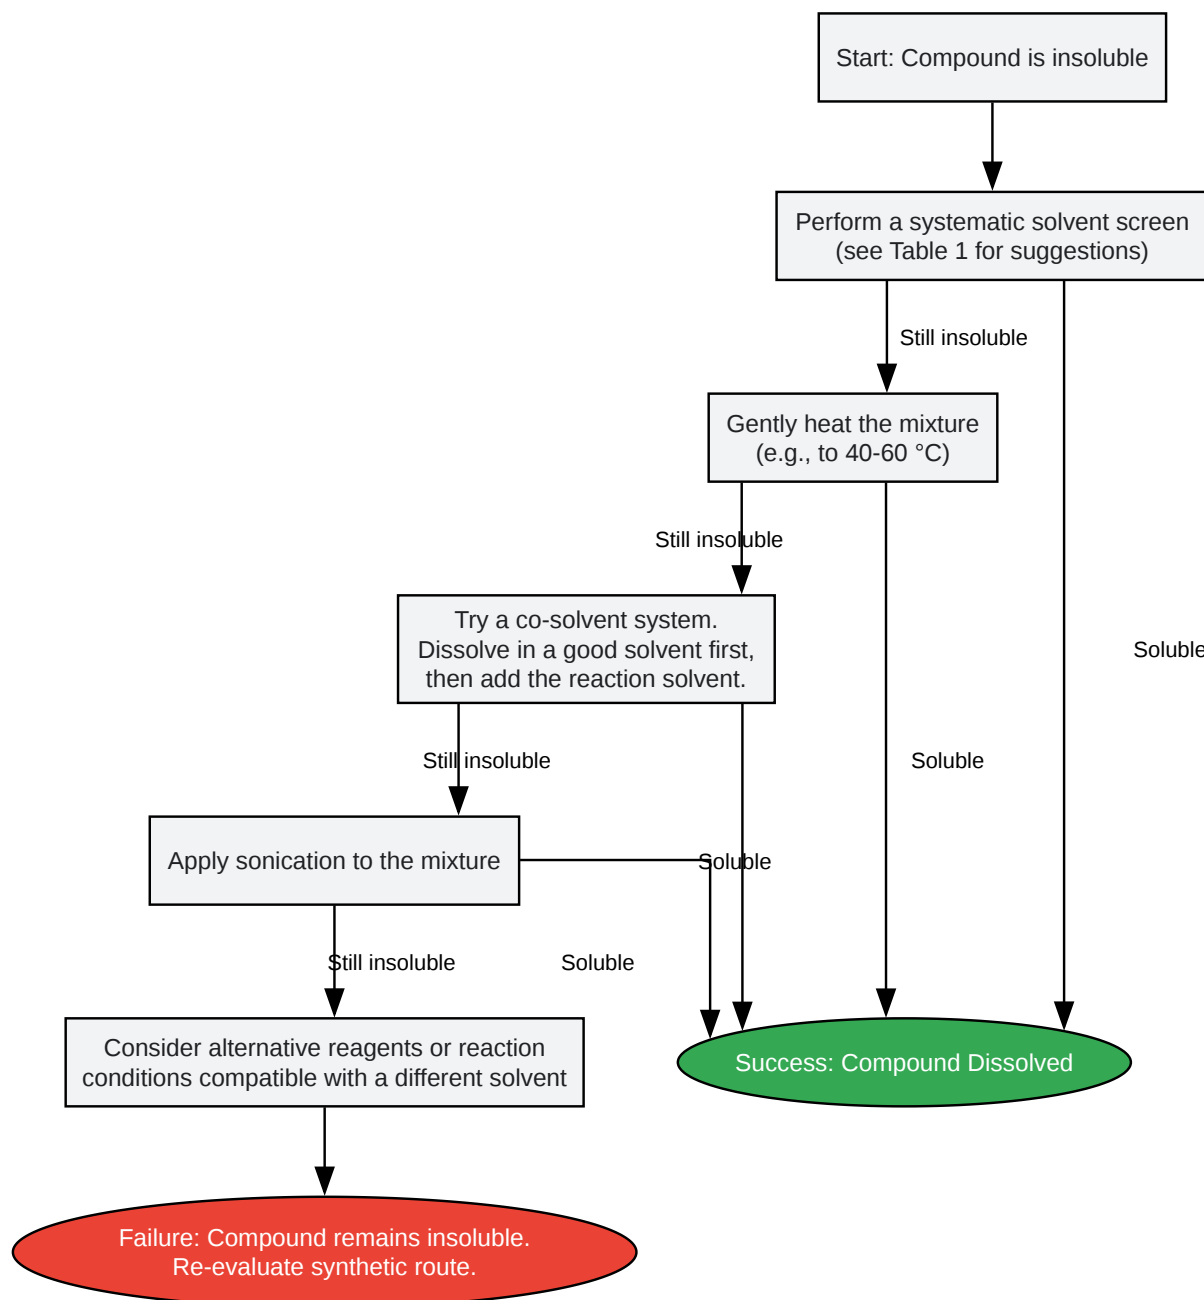 Start: Compound is insoluble
Perform a systematic solvent screen
(see Table 1 for suggestions)
Still insoluble
Gently heat the mixture
(e.g., to 40-60 °C)
Still insoluble
Try a co-solvent system.
Dissolve in a good solvent first,
then add the reaction solvent.
Soluble
Still insoluble
Soluble
Apply sonication to the mixture
Soluble
Still insoluble
Soluble
Consider alternative reagents or reaction
conditions compatible with a different solvent
Success: Compound Dissolved
Failure: Compound remains insoluble.
Re-evaluate synthetic route.